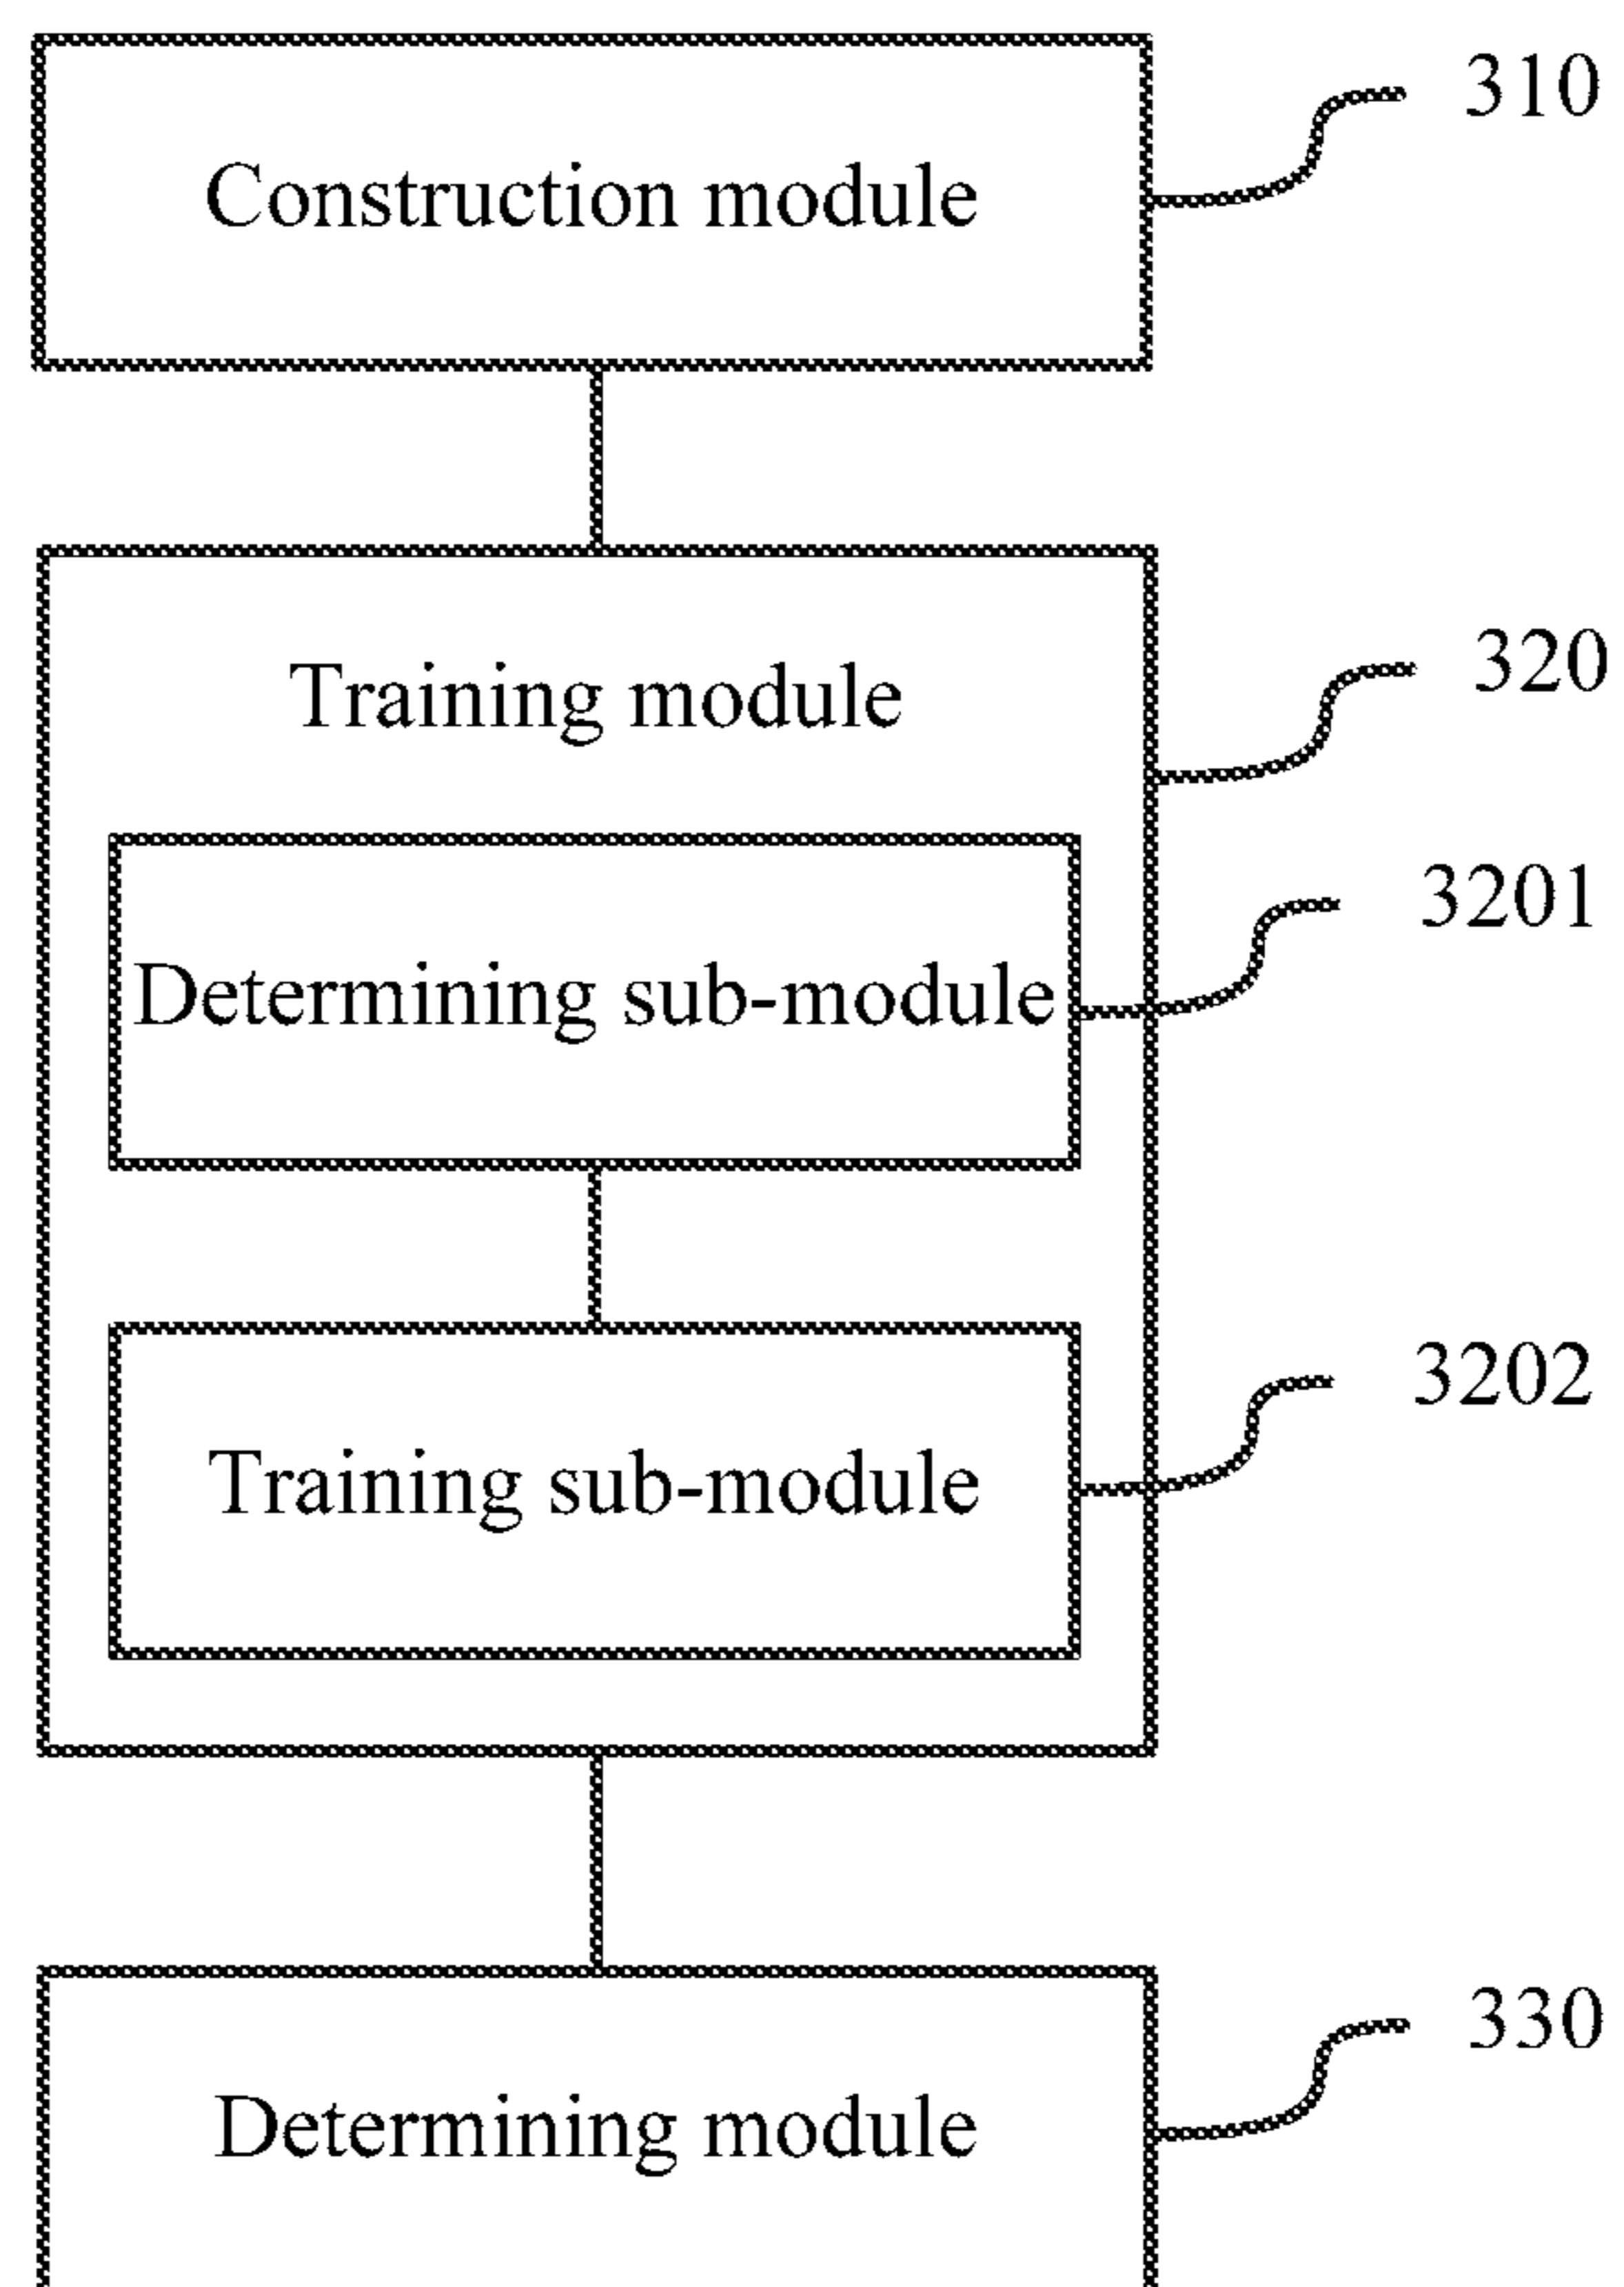 310
Construction module
320
Training module
3201
Determining sub-module
3202
Training sub-module
330
Determining module